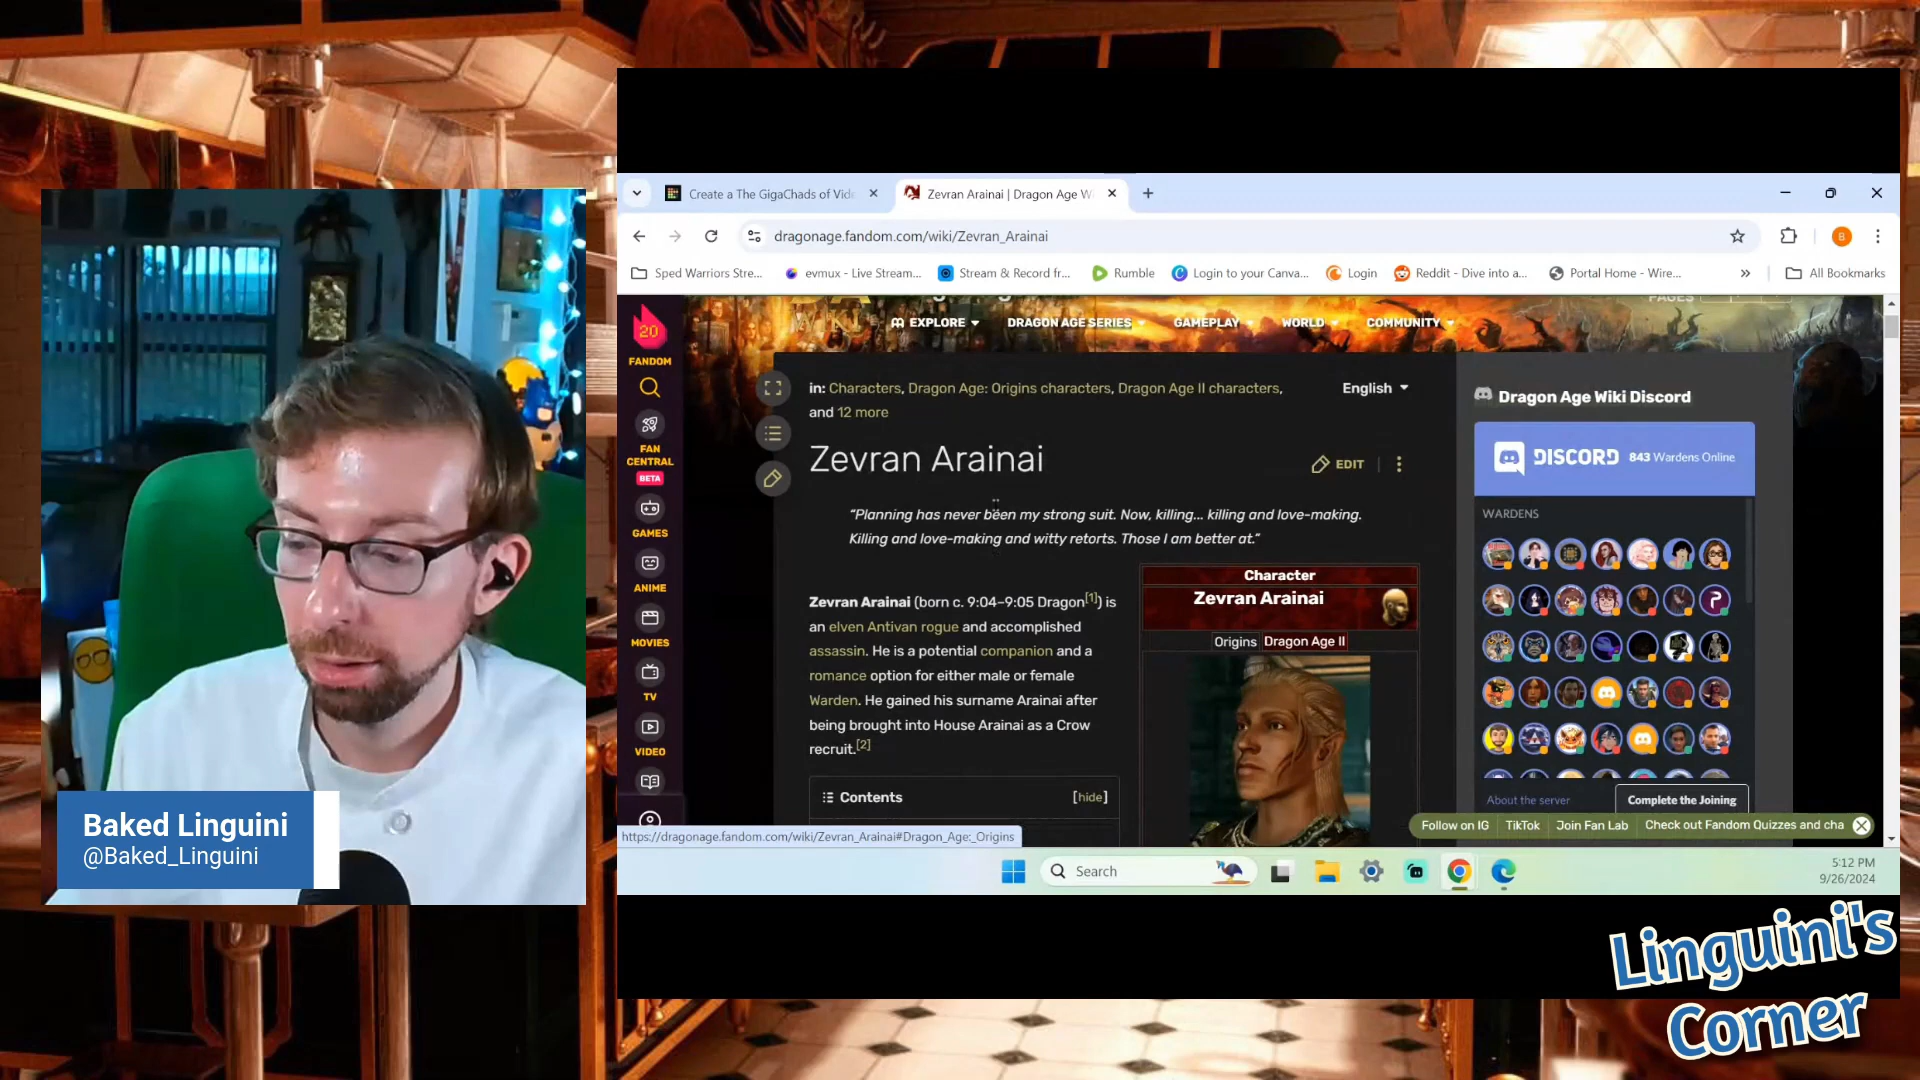 Create a The GigaChads of Vid
Zevran Arainai | Dragon Age W
dragonage.fandom.com/wiki/Zevran_Arainai
Sped Warriors Stre...
evmux - Live Stream...
Stream & Record fr...
Rumble
Login to your Canva...
Login
Reddit - Dive into a...
Portal Home - Wire...
All Bookmarks
B
PAGES
20
FANDOM
FAN CENTRAL
BETA
GAMES
ANIME
MOVIES
TV
VIDEO
EXPLORE
DRAGON AGE SERIES
GAMEPLAY
WORLD
COMMUNITY
in: Characters, Dragon Age: Origins characters, Dragon Age II characters,
and 12 more
English
Zevran Arainai
EDIT
“Planning has never been my strong suit. Now, killing... killing and love-making.
Killing and love-making and witty retorts. Those I am better at.”
Zevran Arainai (born c. 9:04–9:05 Dragon[1]) is
an elven Antivan rogue and accomplished
assassin. He is a potential companion and a
romance option for either male or female
Warden. He gained his surname Arainai after
being brought into House Arainai as a Crow
recruit.[2]
Contents [hide]
Character
Zevran Arainai
Origins Dragon Age II
Dragon Age Wiki Discord
DISCORD 843 Wardens Online
WARDENS
About the server
Complete the Joining
Follow on IG TikTok Join Fan Lab Check out Fandom Quizzes and cha
https://dragonage.fandom.com/wiki/Zevran_Arainai#Dragon_Age:_Origins
Search
5:12 PM
9/26/2024
Baked Linguini
@Baked_Linguini
Linguini's
Corner